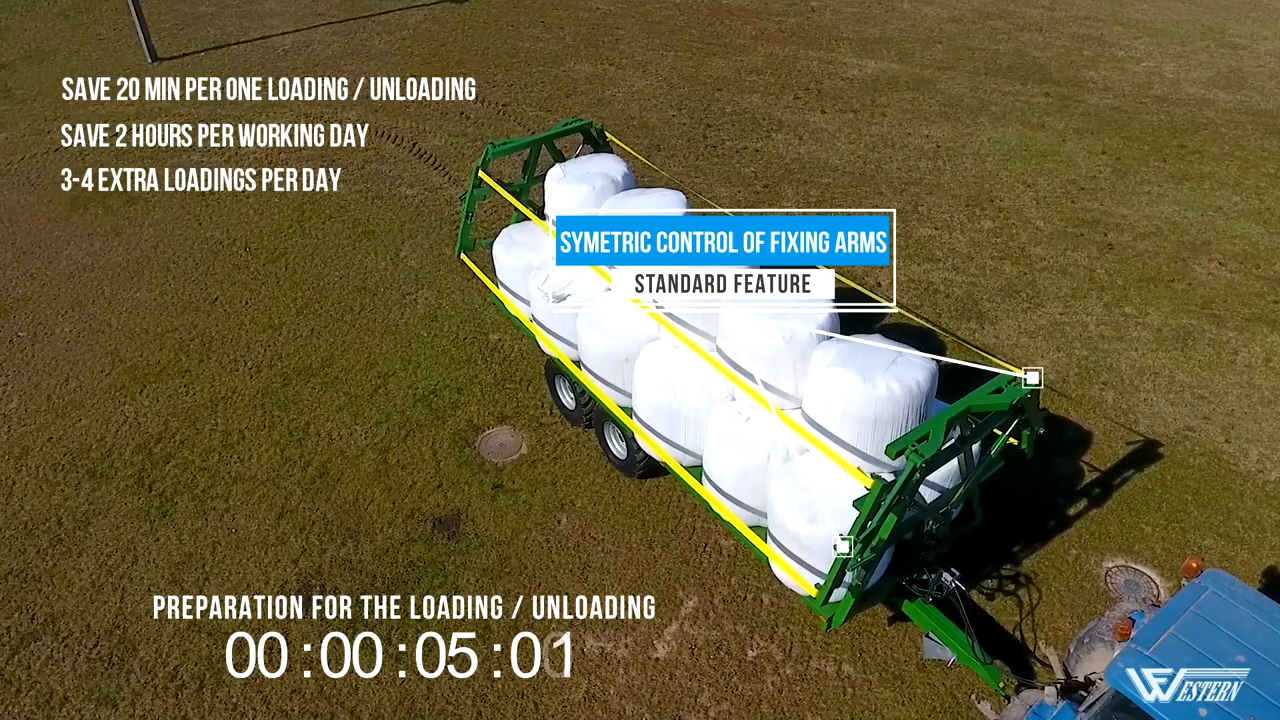 SAVE 20 MIN PER ONE LOADING / UNLOADING
SAVE 2 HOURS PER WORKING DAY
3-4 EXTRA LOADINGS PER DAY
SYMETRIC CONTROL OF FIXING ARMS
STANDARD FEATURE
PREPARATION FOR THE LOADING / UNLOADING
00:00:05:01
WESTERN